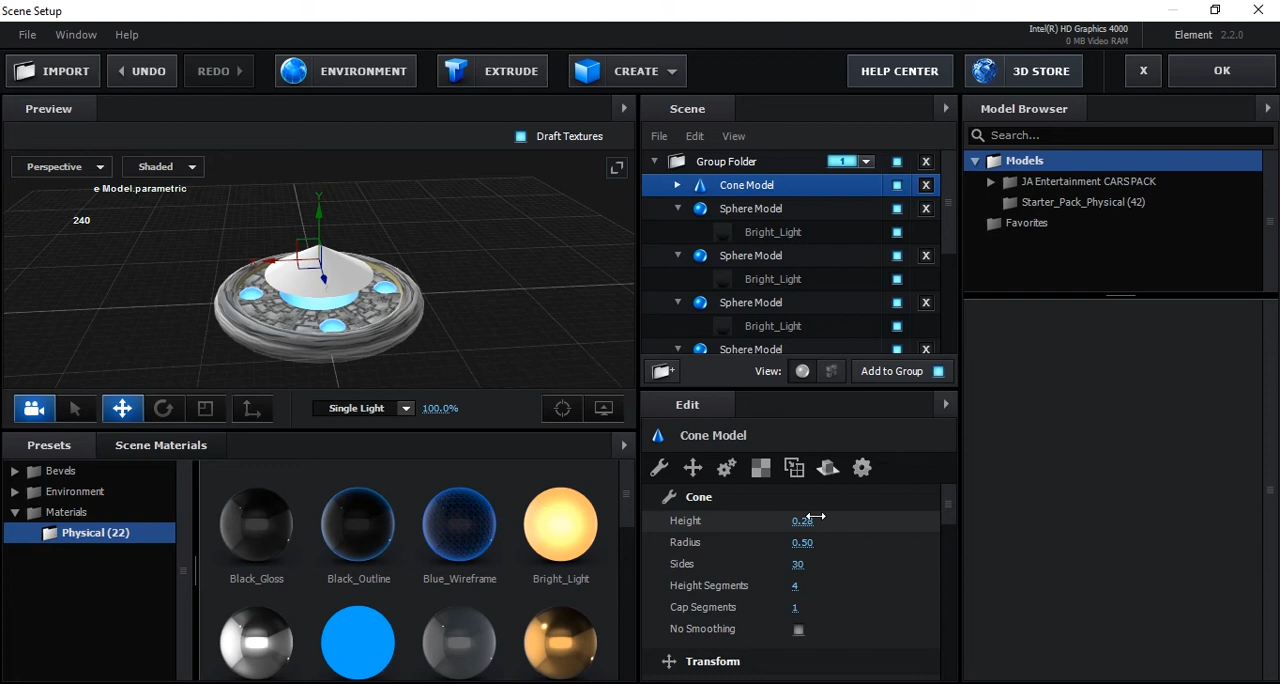 Scene Setup
File Window Help
Intel(R) HD Graphics 4000
0 MB Video RAM
Element 2.2.0
IMPORT UNDO REDO ENVIRONMENT EXTRUDE CREATE HELP CENTER 3D STORE X OK
Preview
Draft Textures
Perspective Shaded
e Model.parametric
240
Y
Single Light 100.0%
Presets Scene Materials
Bevels
Environment
Materials
Physical (22)
Black_Gloss Black_Outline Blue_Wireframe Bright_Light
Scene
File Edit View
Group Folder 1 X
Cone Model X
Sphere Model X
Bright_Light
Sphere Model X
Bright_Light
Sphere Model X
Bright_Light
Sphere Model X
View: Add to Group
Edit
Cone Model
Cone
Height 0.28
Radius 0.50
Sides 30
Height Segments 4
Cap Segments 1
No Smoothing
Transform
Model Browser
Search...
Models
JA Entertainment CARSPACK
Starter_Pack_Physical (42)
Favorites